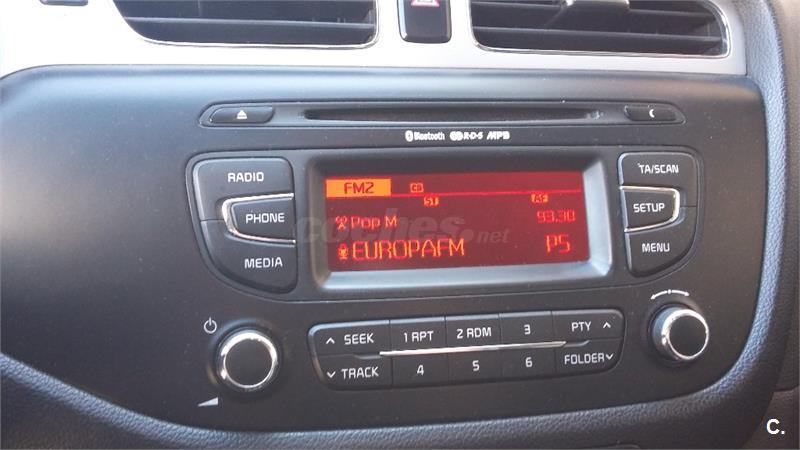 Bluetooth R·D·S MP3
RADIO
PHONE
MEDIA
FM2 CD
ST AF
Pop M 93.30
EUROPAFM P5
coches.net
TA/SCAN
SETUP
MENU
SEEK 1 RPT 2 RDM 3 PTY
TRACK 4 5 6 FOLDER
C.